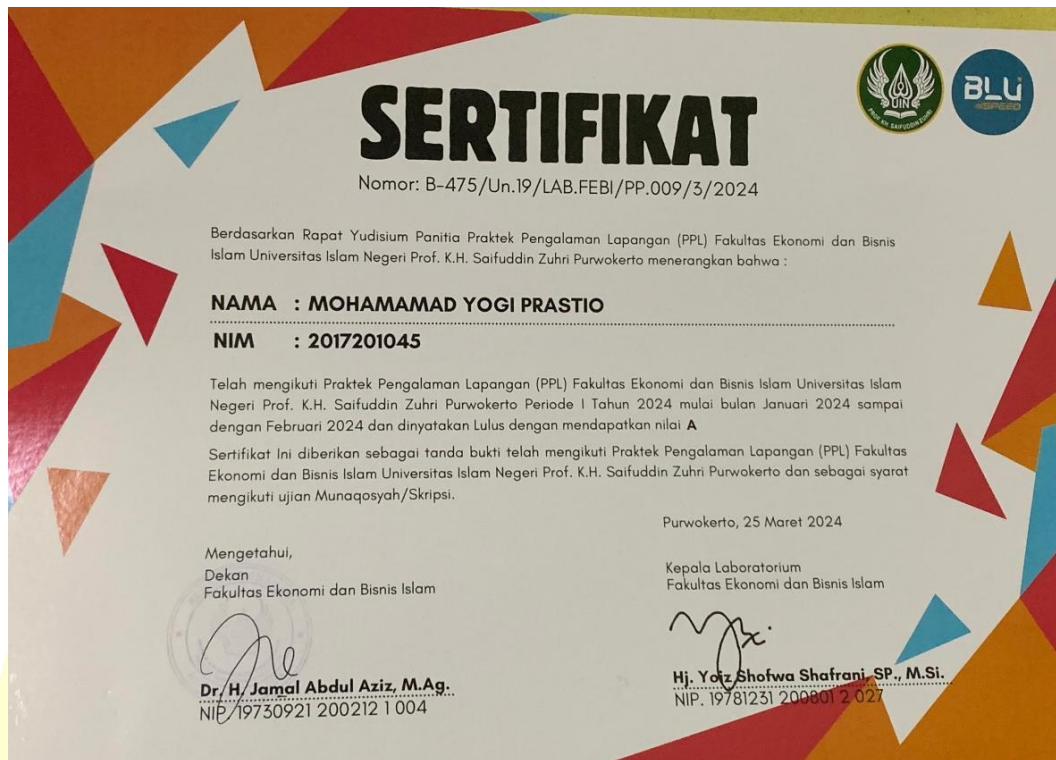 UIN
PROF. KH. SAIFUDDIN ZUHRI
BLU
SPEED
SERTIFIKAT
Nomor: B-475/Un.19/LAB.FEBI/PP.009/3/2024
Berdasarkan Rapat Yudisium Panitia Praktek Pengalaman Lapangan (PPL) Fakultas Ekonomi dan Bisnis
Islam Universitas Islam Negeri Prof. K.H. Saifuddin Zuhri Purwokerto menerangkan bahwa :
NAMA : MOHAMAMAD YOGI PRASTIO
NIM : 2017201045
Telah mengikuti Praktek Pengalaman Lapangan (PPL) Fakultas Ekonomi dan Bisnis Islam Universitas Islam
Negeri Prof. K.H. Saifuddin Zuhri Purwokerto Periode I Tahun 2024 mulai bulan Januari 2024 sampai
dengan Februari 2024 dan dinyatakan Lulus dengan mendapatkan nilai A
Sertifikat Ini diberikan sebagai tanda bukti telah mengikuti Praktek Pengalaman Lapangan (PPL) Fakultas
Ekonomi dan Bisnis Islam Universitas Islam Negeri Prof. K.H. Saifuddin Zuhri Purwokerto dan sebagai syarat
mengikuti ujian Munaqosyah/Skripsi.
Purwokerto, 25 Maret 2024
Mengetahui,
Dekan
Fakultas Ekonomi dan Bisnis Islam
Dr. H. Jamal Abdul Aziz, M.Ag.
NIP. 19730921 200212 1 004
Kepala Laboratorium
Fakultas Ekonomi dan Bisnis Islam
Hj. Yoiz Shofwa Shafrani, SP., M.Si.
NIP. 19781231 200801 2 027